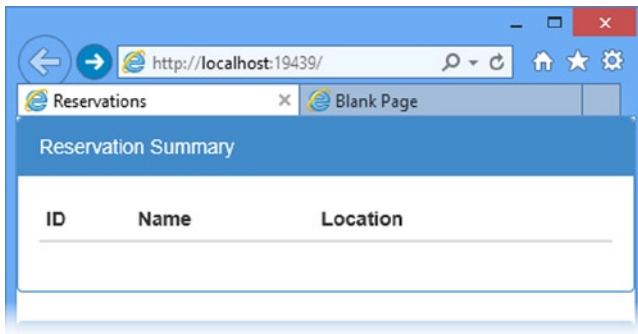 http://localhost:19439/
Reservations Blank Page
Reservation Summary
ID Name Location